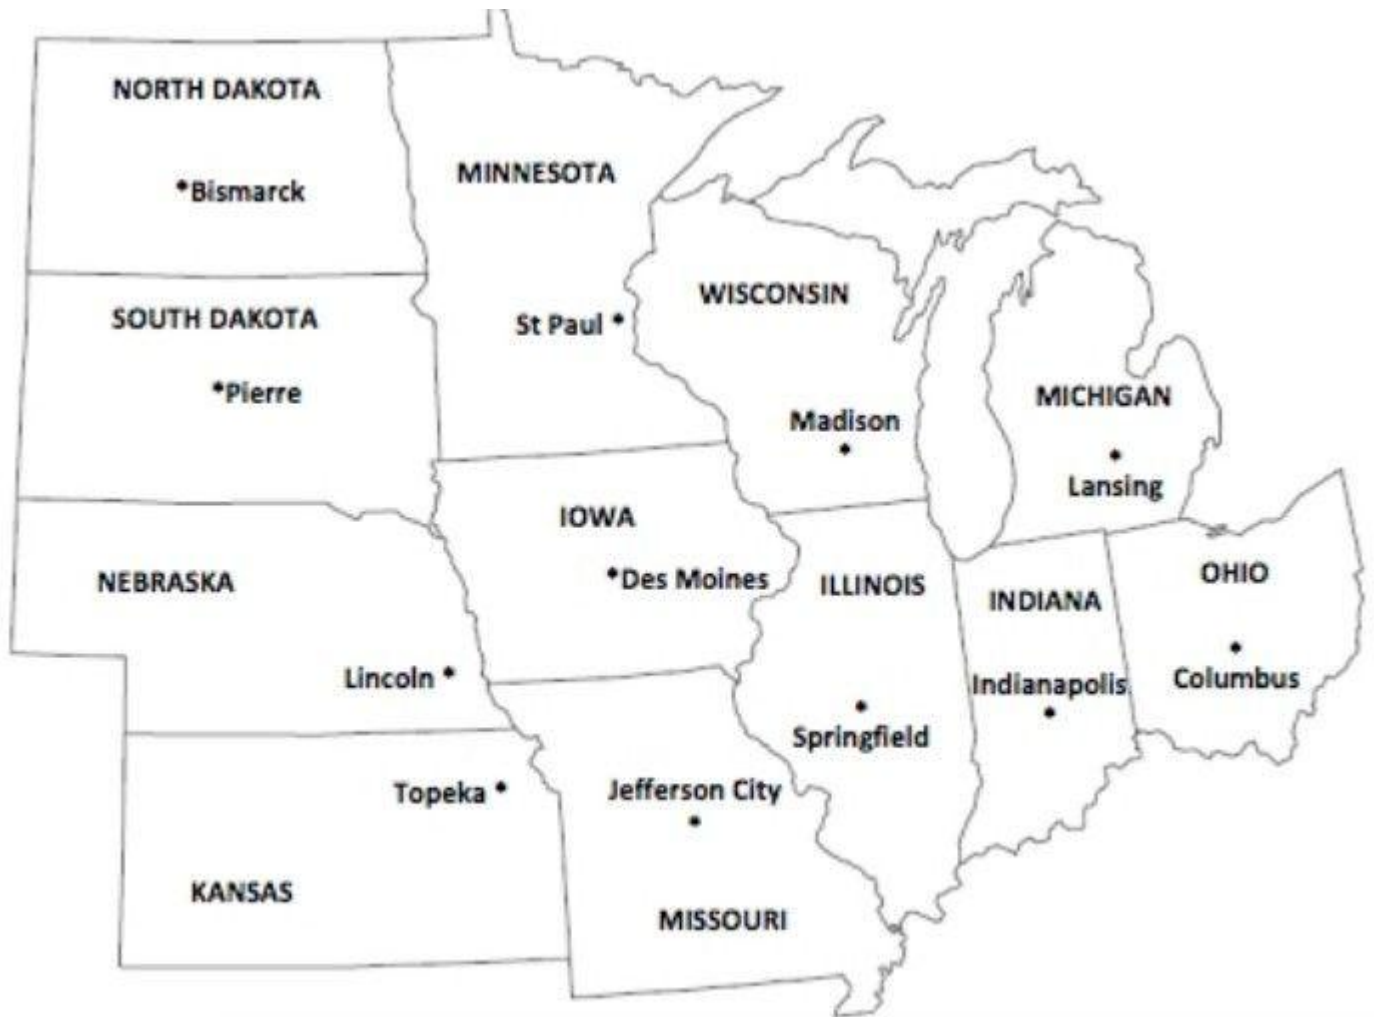 NORTH DAKOTA
Bismarck
MINNESOTA
SOUTH DAKOTA
St Paul
Pierre
WISCONSIN
Madison
MICHIGAN
Lansing
IOWA
Des Moines
NEBRASKA
Lincoln
ILLINOIS
Springfield
INDIANA
Indianapolis
OHIO
Columbus
Topeka
KANSAS
Jefferson City
MISSOURI